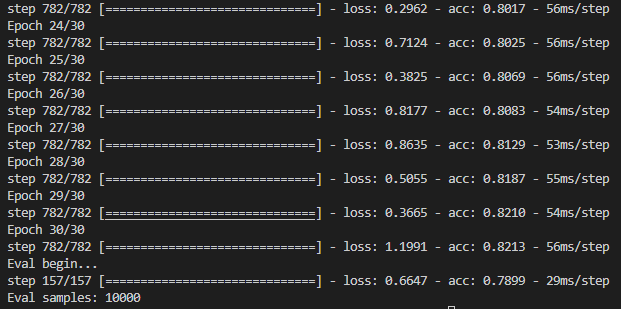 step 782/782 [==============================] - loss: 0.2962 - acc: 0.8017 - 56ms/step
Epoch 24/30
step 782/782 [==============================] - loss: 0.7124 - acc: 0.8025 - 56ms/step
Epoch 25/30
step 782/782 [==============================] - loss: 0.3825 - acc: 0.8069 - 56ms/step
Epoch 26/30
step 782/782 [==============================] - loss: 0.8177 - acc: 0.8083 - 54ms/step
Epoch 27/30
step 782/782 [==============================] - loss: 0.8635 - acc: 0.8129 - 53ms/step
Epoch 28/30
step 782/782 [==============================] - loss: 0.5055 - acc: 0.8187 - 55ms/step
Epoch 29/30
step 782/782 [==============================] - loss: 0.3665 - acc: 0.8210 - 54ms/step
Epoch 30/30
step 782/782 [==============================] - loss: 1.1991 - acc: 0.8213 - 56ms/step
Eval begin...
step 157/157 [==============================] - loss: 0.6647 - acc: 0.7899 - 29ms/step
Eval samples: 10000